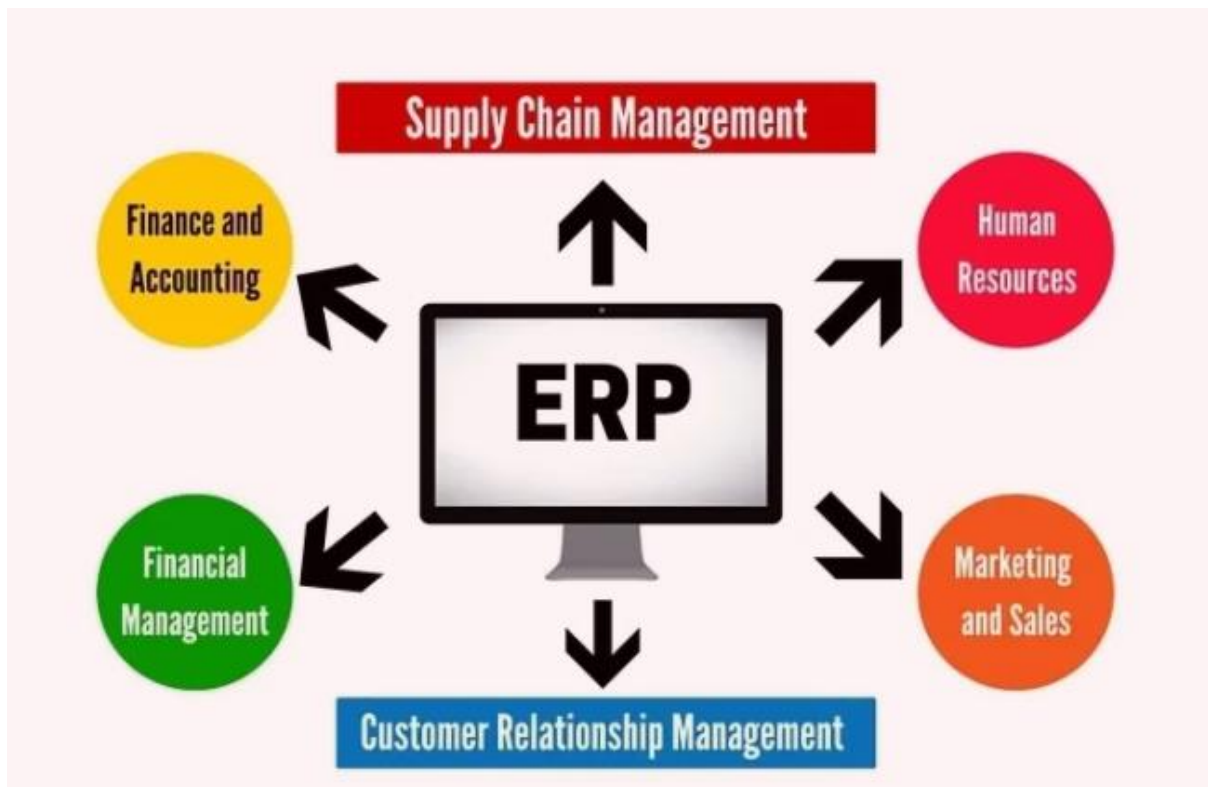 Supply Chain Management
Finance and
Accounting
Human
Resources
ERP
Financial
Management
Marketing
and Sales
Customer Relationship Management